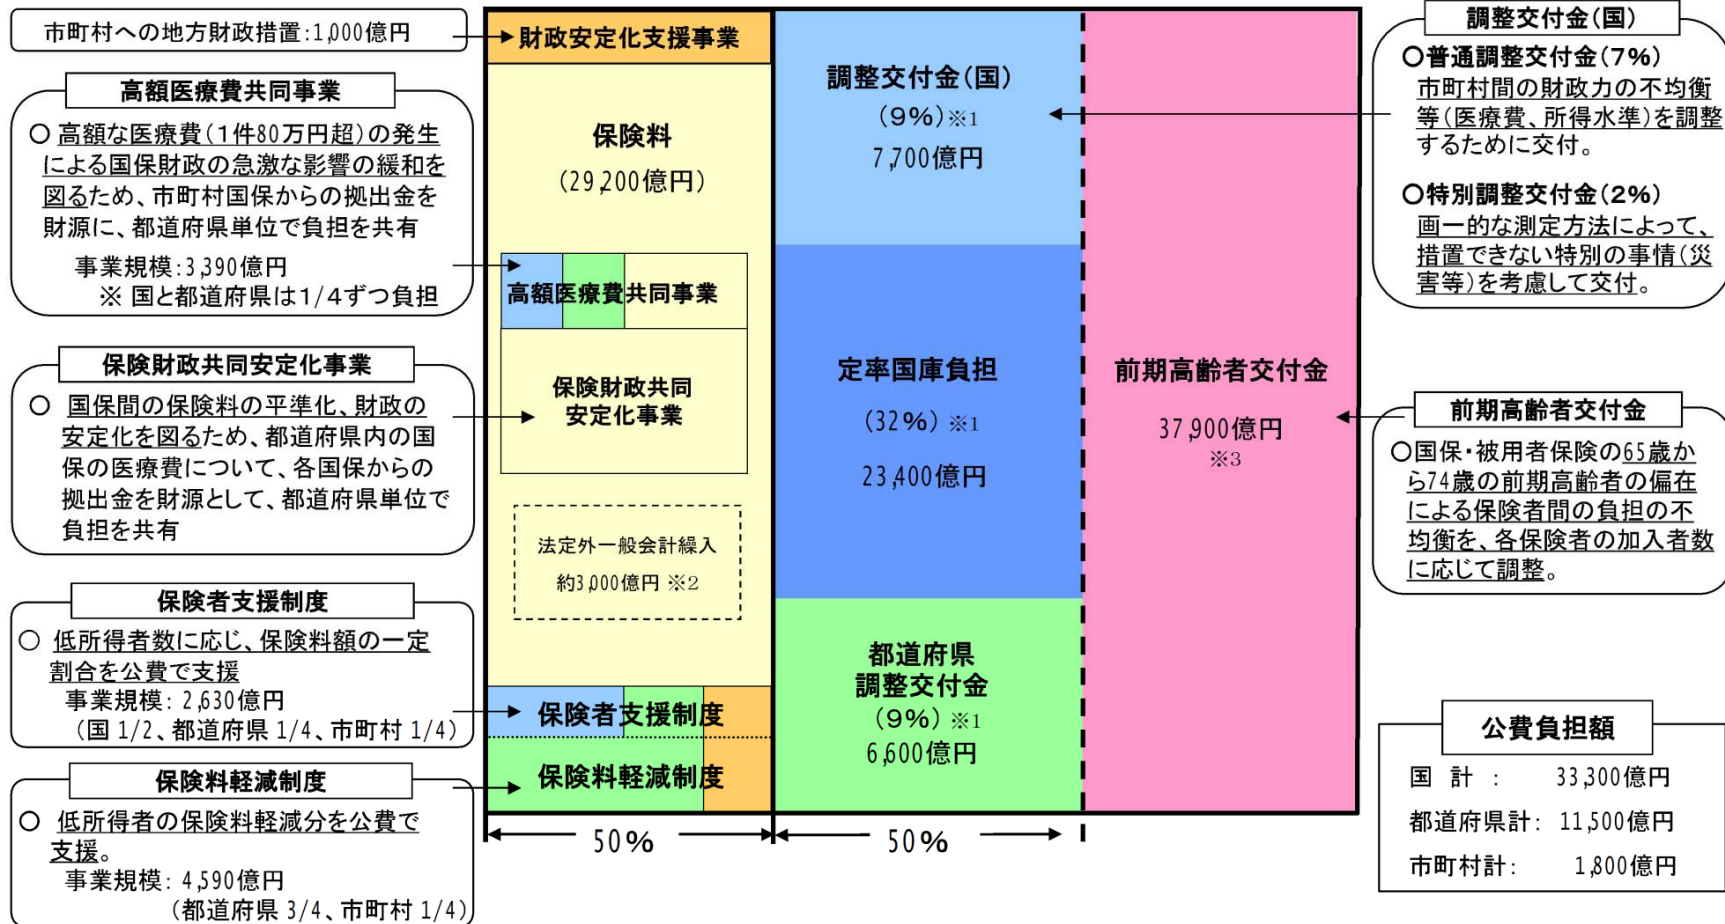 市町村への地方財政措置:1,000億円
高額医療費共同事業
○ 高額な医療費(1件80万円超)の発生
による国保財政の急激な影響の緩和を
図るため、市町村国保からの拠出金を
財源に、都道府県単位で負担を共有
事業規模:3,390億円
※ 国と都道府県は1/4ずつ負担
保険財政共同安定化事業
○ 国保間の保険料の平準化、財政の
安定化を図るため、都道府県内の国
保の医療費について、各国保からの
拠出金を財源として、都道府県単位で
負担を共有
保険者支援制度
○ 低所得者数に応じ、保険料額の一定
割合を公費で支援
事業規模: 2,630億円
(国 1/2、都道府県 1/4、市町村 1/4)
保険料軽減制度
○ 低所得者の保険料軽減分を公費で
支援。
事業規模: 4,590億円
(都道府県 3/4、市町村 1/4)
財政安定化支援事業
保険料
(29,200億円)
高額医療費共同事業
保険財政共同
安定化事業
法定外一般会計繰入
約3,000億円 ※2
保険者支援制度
保険料軽減制度
50%
調整交付金(国)
(9%)※1
7,700億円
定率国庫負担
(32%) ※1
23,400億円
都道府県
調整交付金
(9%)※1
6,600億円
50%
前期高齢者交付金
37,900億円
※3
調整交付金(国)
○普通調整交付金(7%)
市町村間の財政力の不均衡
等(医療費、所得水準)を調整
するために交付。
○特別調整交付金(2%)
画一的な測定方法によって、
措置できない特別の事情(災
害等)を考慮して交付。
前期高齢者交付金
○国保・被用者保険の65歳か
ら74歳の前期高齢者の偏在
による保険者間の負担の不
均衡を、各保険者の加入者数
に応じて調整。
公費負担額
国 計 : 33,300億円
都道府県計: 11,500億円
市町村計: 1,800億円